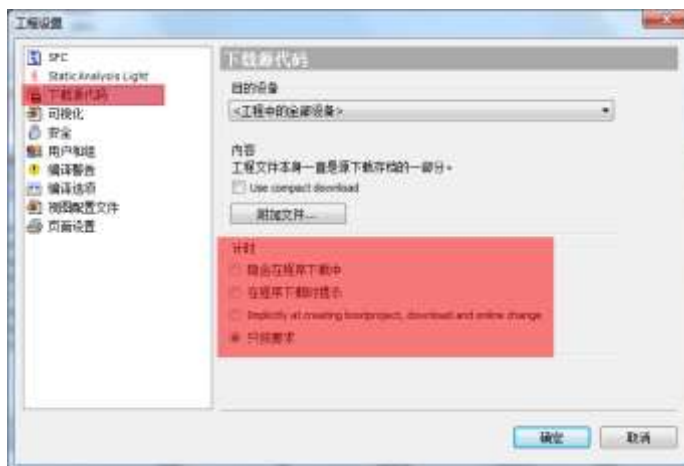 工程设置
SFC
Static Analysis Light
下载源代码
可视化
安全
用户和组
编译警告
编译选项
视图配置文件
页面设置
下载源代码
目的设备
<工程中的全部设备>
内容
工程文件本身一直是源下载存档的一部分。
Use compact download
附加文件...
计时
隐含在程序下载中
在程序下载时提示
Implicitly at creating bootproject, download and online change
只按要求
确定
取消